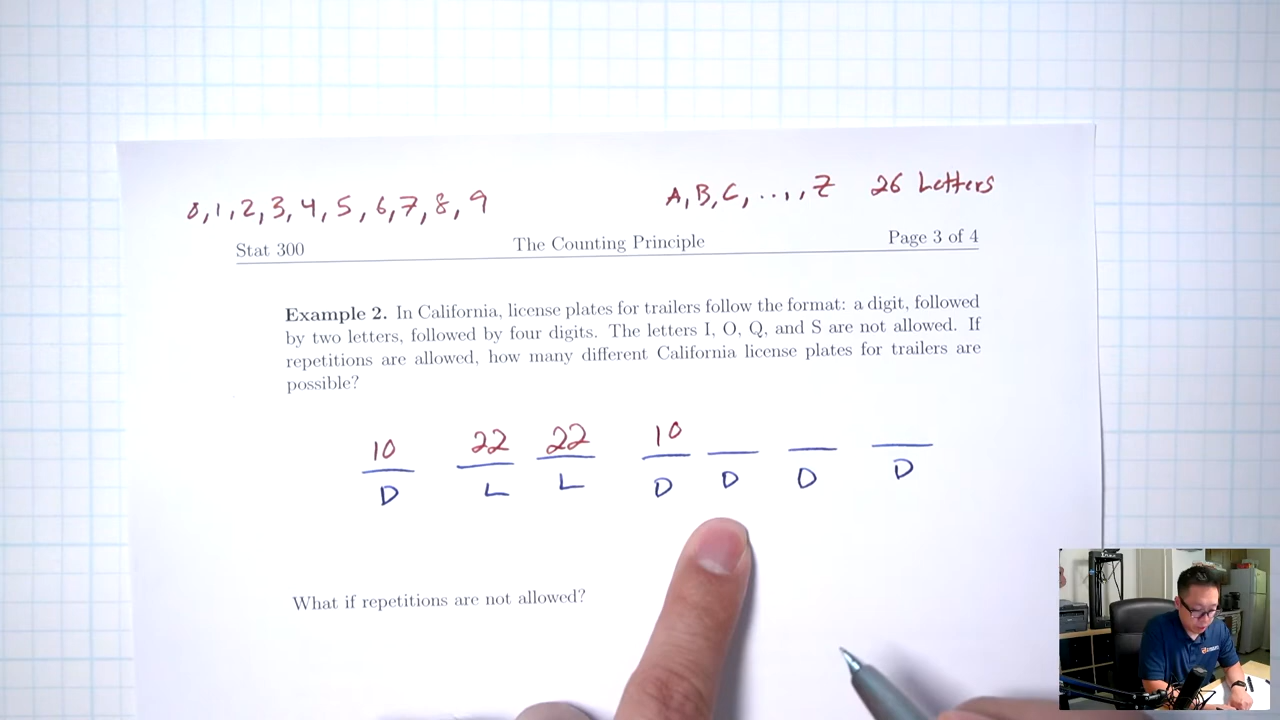 0, 1, 2, 3, 4, 5, 6, 7, 8, 9
A, B, C, ..., , Z 26 Letters
Stat 300 The Counting Principle Page 3 of 4
Example 2. In California, license plates for trailers follow the format: a digit, followed
by two letters, followed by four digits. The letters I, O, Q, and S are not allowed. If
repetitions are allowed, how many different California license plates for trailers are
possible?
10 22 22 10
D L L D D D D
What if repetitions are not allowed?